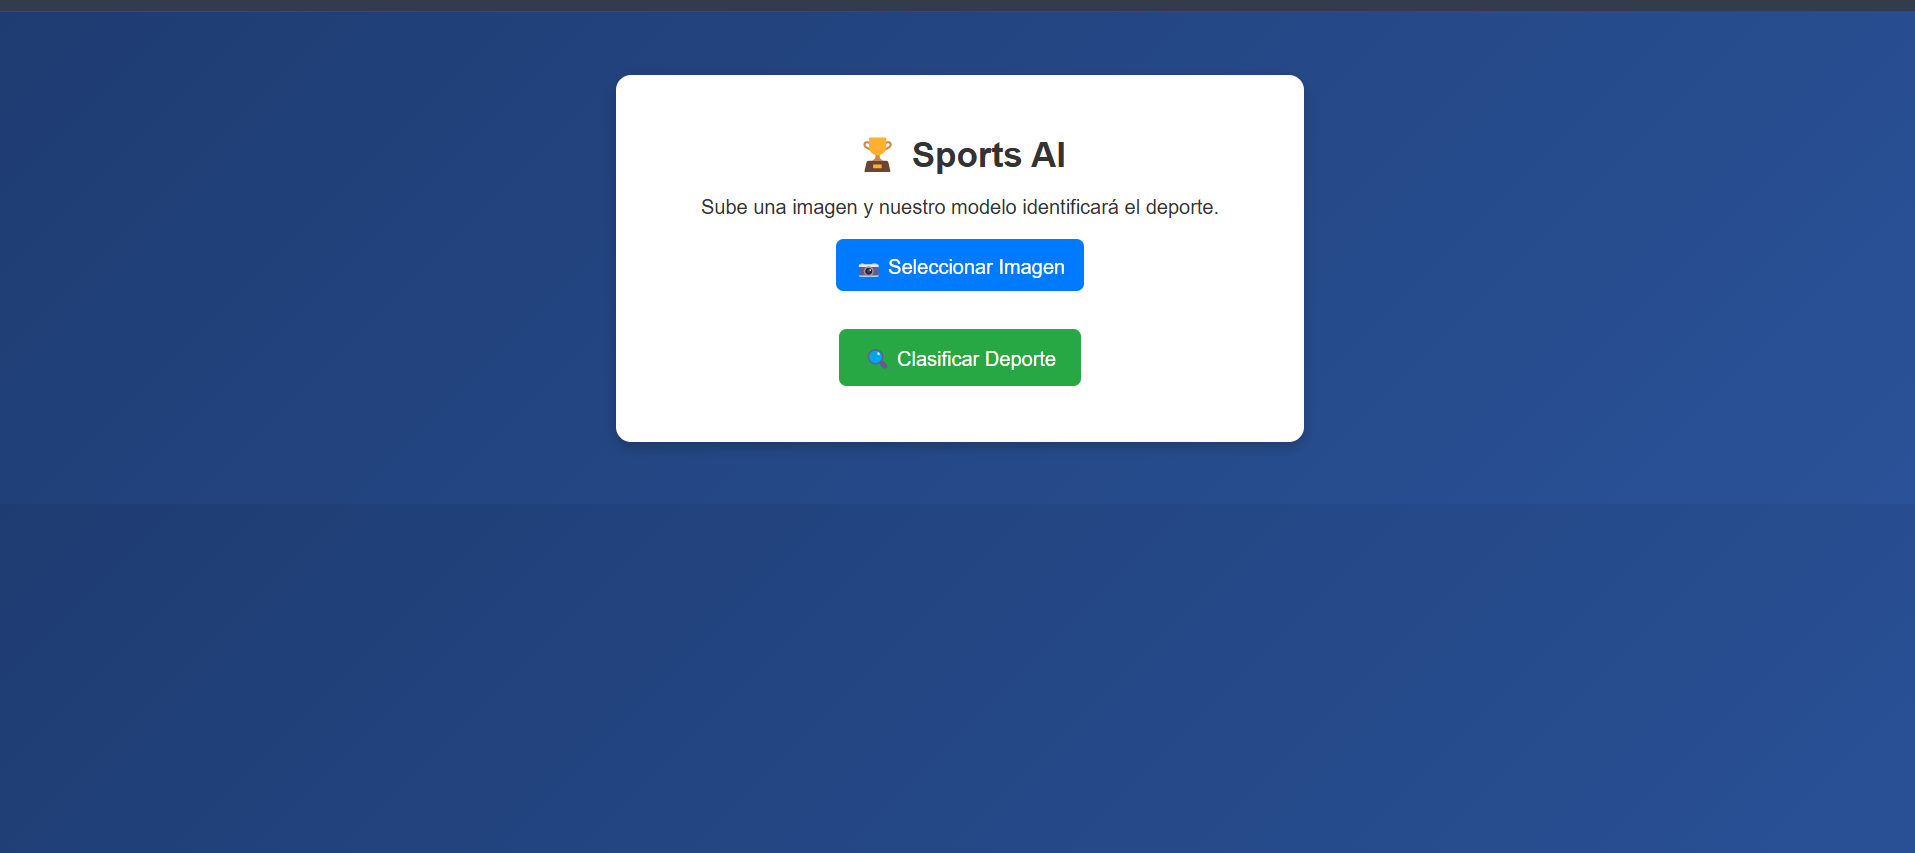 Sports AI
Sube una imagen y nuestro modelo identificará el deporte.
Seleccionar Imagen
Clasificar Deporte